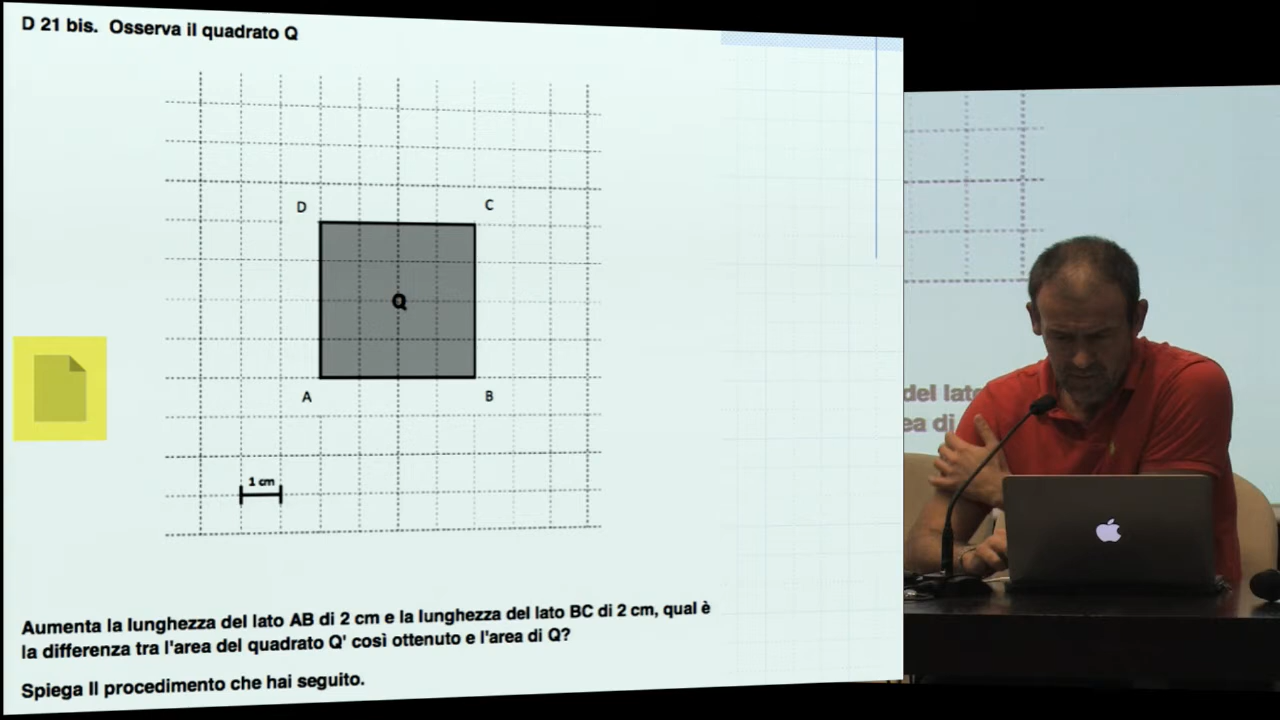 D 21 bis. Osserva il quadrato Q
D
C
Q
A
B
1 cm
Aumenta la lunghezza del lato AB di 2 cm e la lunghezza del lato BC di 2 cm, qual è
la differenza tra l'area del quadrato Q' così ottenuto e l'area di Q?
Spiega Il procedimento che hai seguito.
del lato
ea di